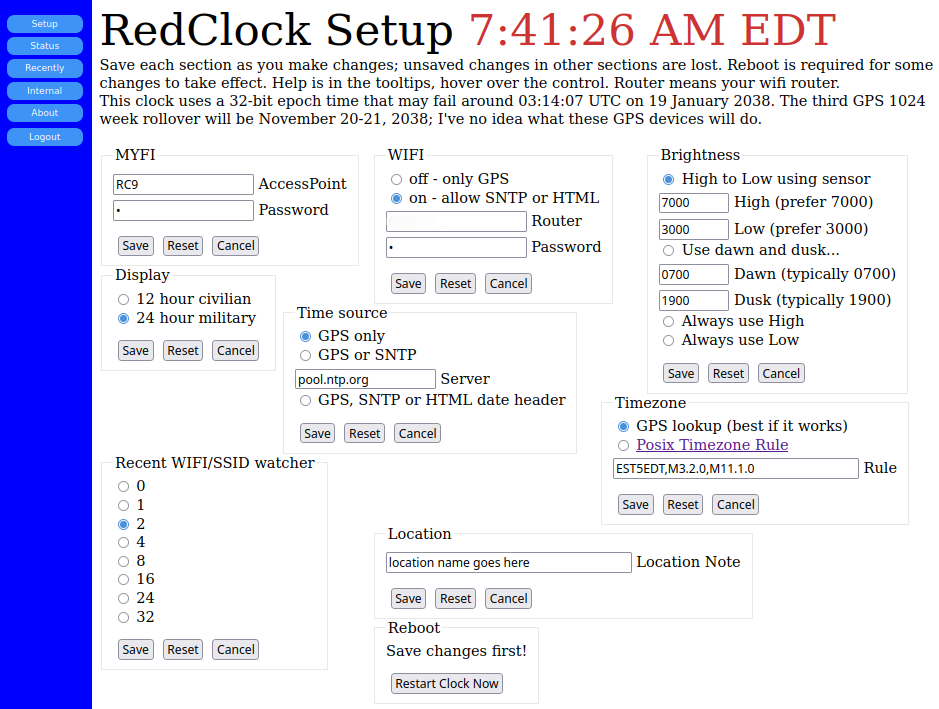 Setup
Status
Recently
Internal
About
Logout
RedClock Setup 7:41:26 AM EDT
Save each section as you make changes; unsaved changes in other sections are lost. Reboot is required for some
changes to take effect. Help is in the tooltips, hover over the control. Router means your wifi router.
This clock uses a 32-bit epoch time that may fail around 03:14:07 UTC on 19 January 2038. The third GPS 1024
week rollover will be November 20-21, 2038; I've no idea what these GPS devices will do.
MYFI
RC9 AccessPoint
• Password
Save Reset Cancel
WIFI
off - only GPS
on - allow SNTP or HTML
Router
• Password
Save Reset Cancel
Brightness
High to Low using sensor
7000 High (prefer 7000)
3000 Low (prefer 3000)
Use dawn and dusk...
0700 Dawn (typically 0700)
1900 Dusk (typically 1900)
Always use High
Always use Low
Save Reset Cancel
Display
12 hour civilian
24 hour military
Save Reset Cancel
Time source
GPS only
GPS or SNTP
pool.ntp.org Server
GPS, SNTP or HTML date header
Save Reset Cancel
Timezone
GPS lookup (best if it works)
Posix Timezone Rule
EST5EDT,M3.2.0,M11.1.0 Rule
Save Reset Cancel
Recent WIFI/SSID watcher
0
1
2
4
8
16
24
32
Save Reset Cancel
Location
location name goes here Location Note
Save Reset Cancel
Reboot
Save changes first!
Restart Clock Now